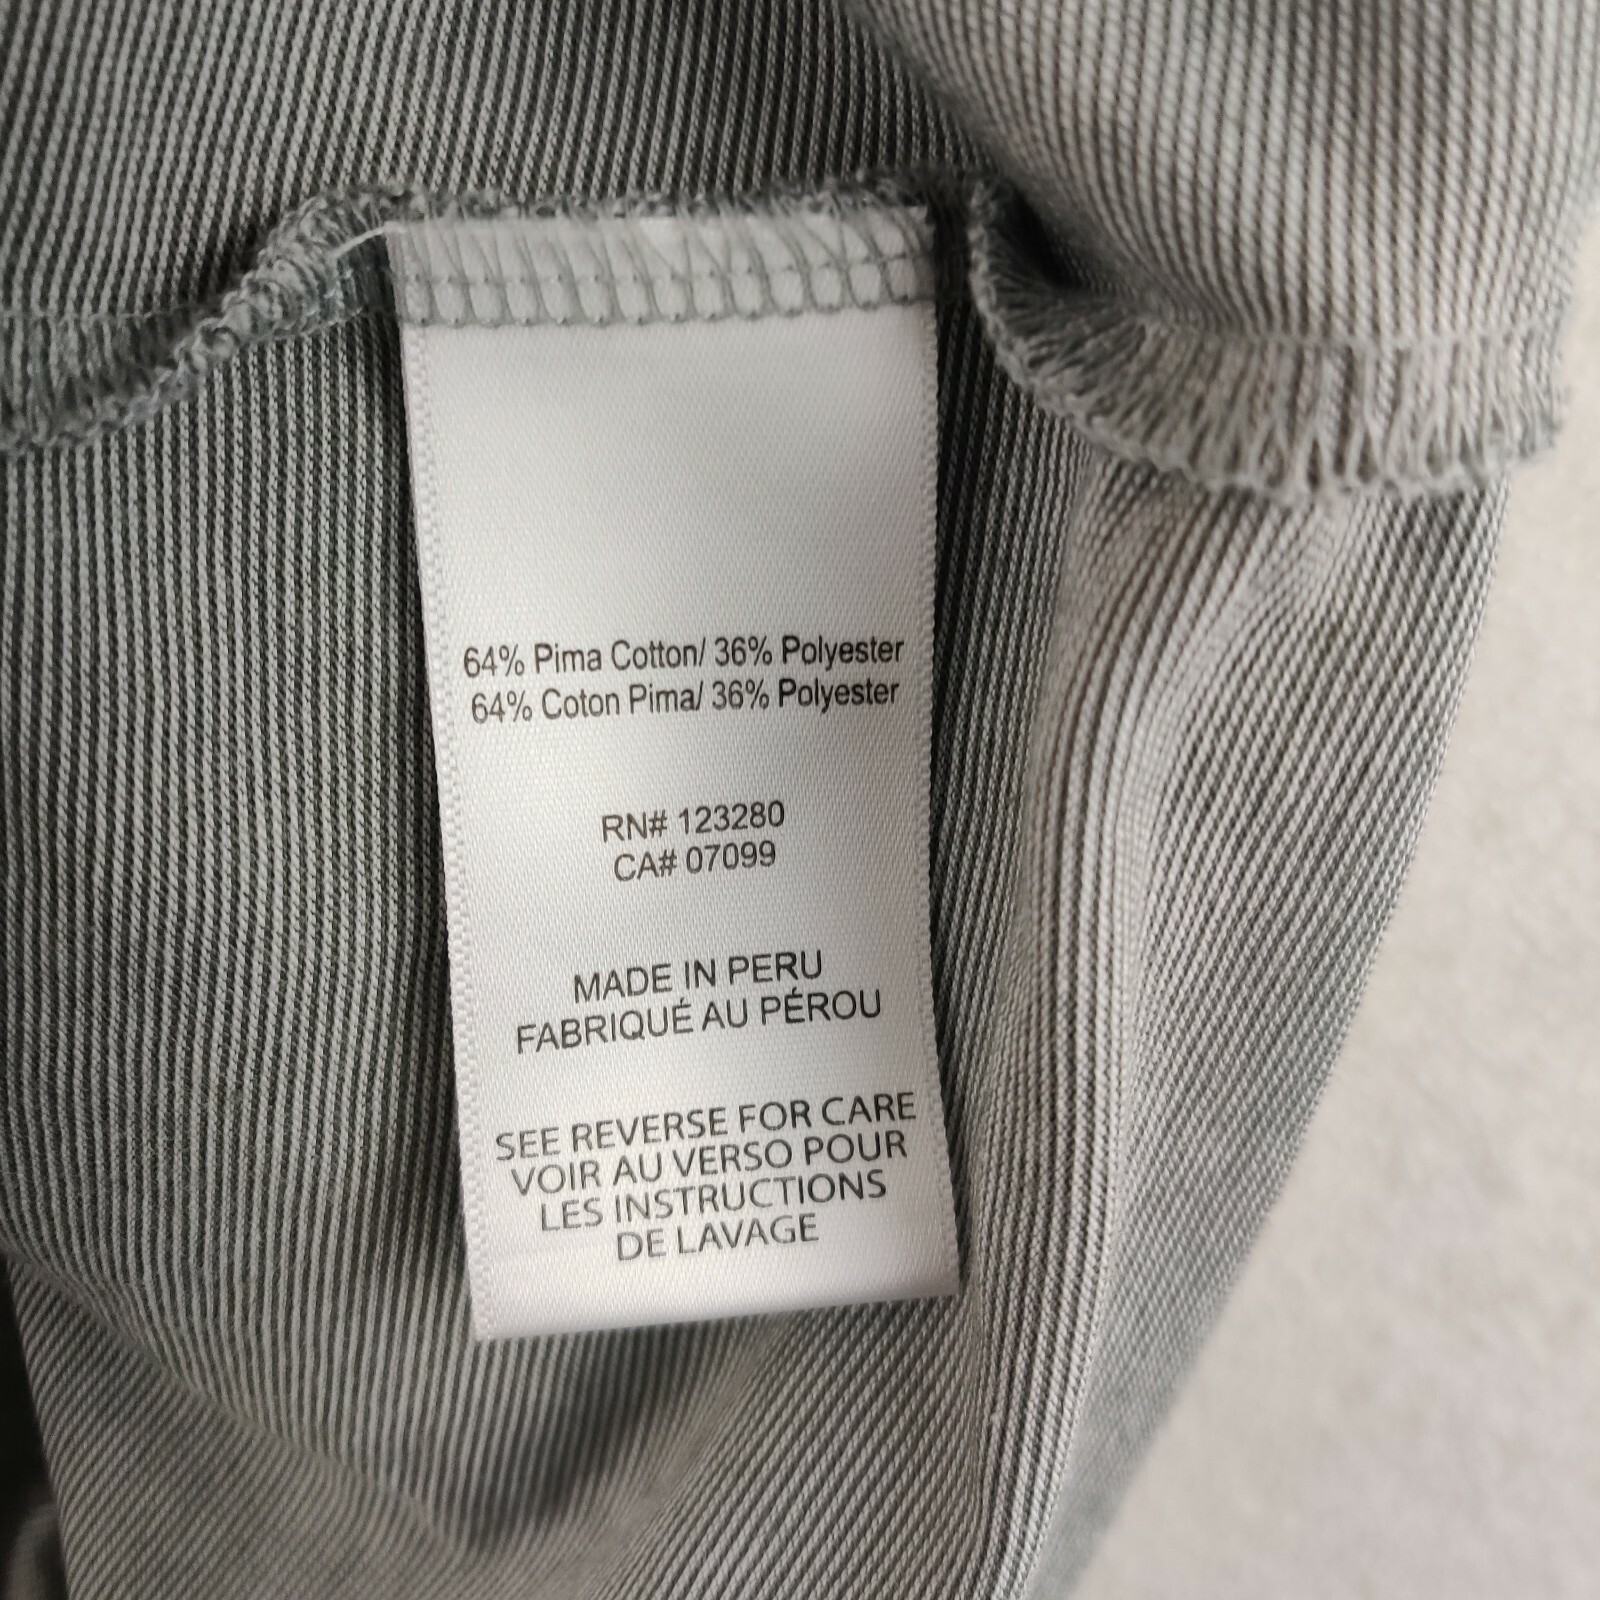 64% Pima Cotton/ 36% Polyester
64% Coton Pima/ 36% Polyester
RN# 123280
CA# 07099
MADE IN PERU
FABRIQUÉ AU PÉROU
SEE REVERSE FOR CARE
VOIR AU VERSO POUR
LES INSTRUCTIONS
DE LAVAGE